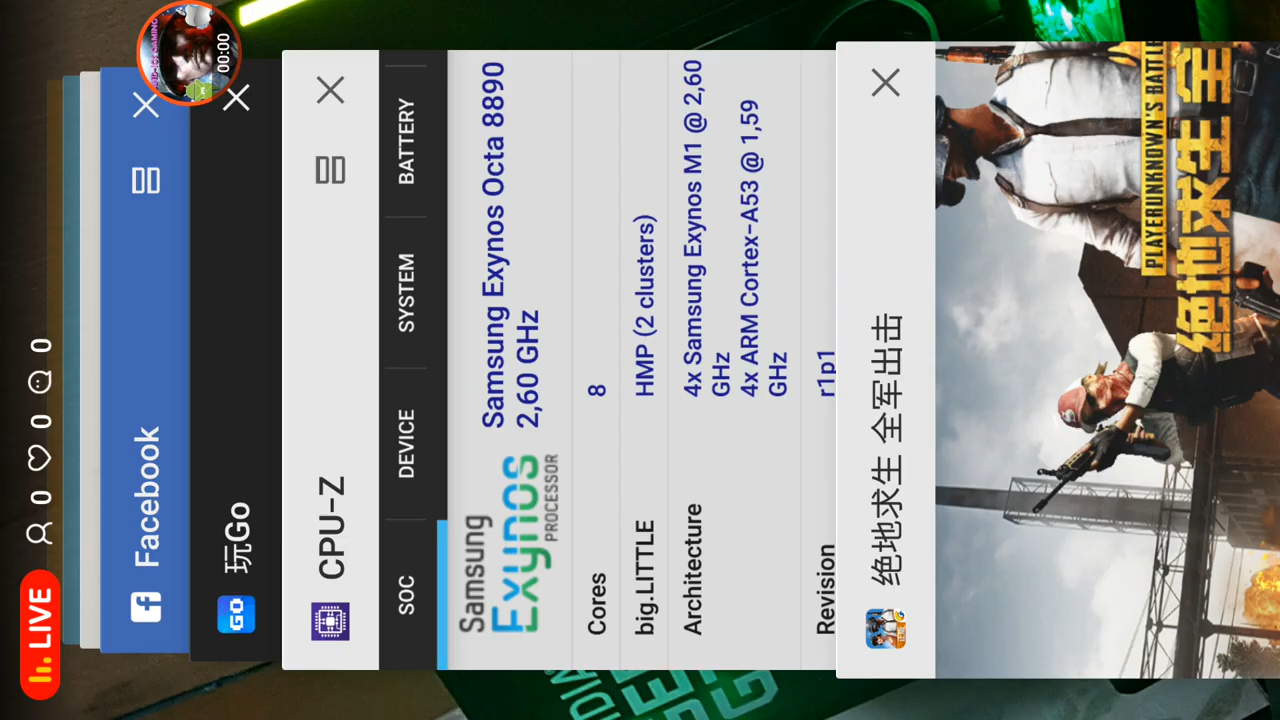 LIVE 0 0 0
00:00
Facebook
玩Go
GO
CPU-Z
SOC DEVICE SYSTEM BATTERY
Samsung
Exynos
PROCESSOR
Samsung Exynos Octa 8890
2,60 GHz
Cores 8
big.LITTLE HMP (2 clusters)
Architecture 4x Samsung Exynos M1 @ 2,60
GHz
4x ARM Cortex-A53 @ 1,59
GHz
Revision r1p1
绝地求生 全军出击
PLAYERUNKNOWN'S BATTLE
绝地求生 全